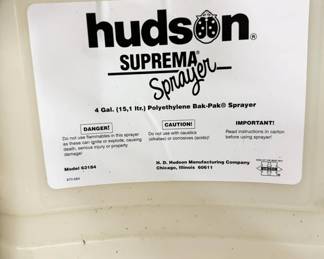 hudson®
SUPREMA®
Sprayer
4 Gal. (15,1 ltr.) Polyethylene Bak-Pak® Sprayer
DANGER!
Do not use flammables in this sprayer
as these can ignite or explode, causing
death, serious injury or property
damage!
CAUTION!
Do not use with caustics
(alkalies) or corrosives (acids)!
IMPORTANT!
Read instructions in carton
before using sprayer!
Model 63184
H. D. Hudson Manufacturing Company
Chicago, Illinois 60611
HUDSON